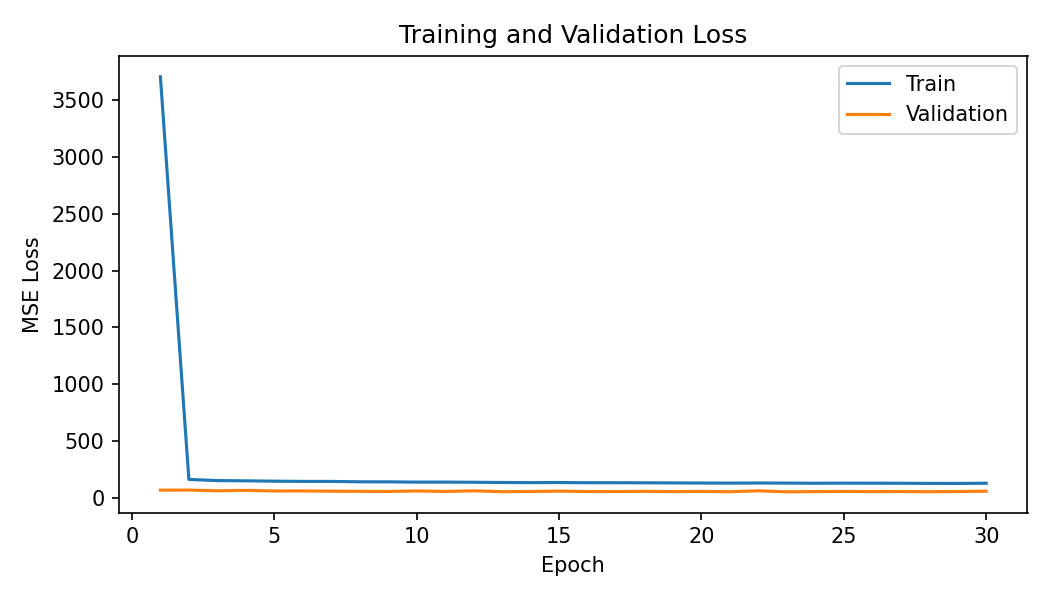 Training and Validation Loss
Train
Validation
3500
3000
2500
2000
1500
1000
500
0
MSE Loss
0 5 10 15 20 25 30
Epoch